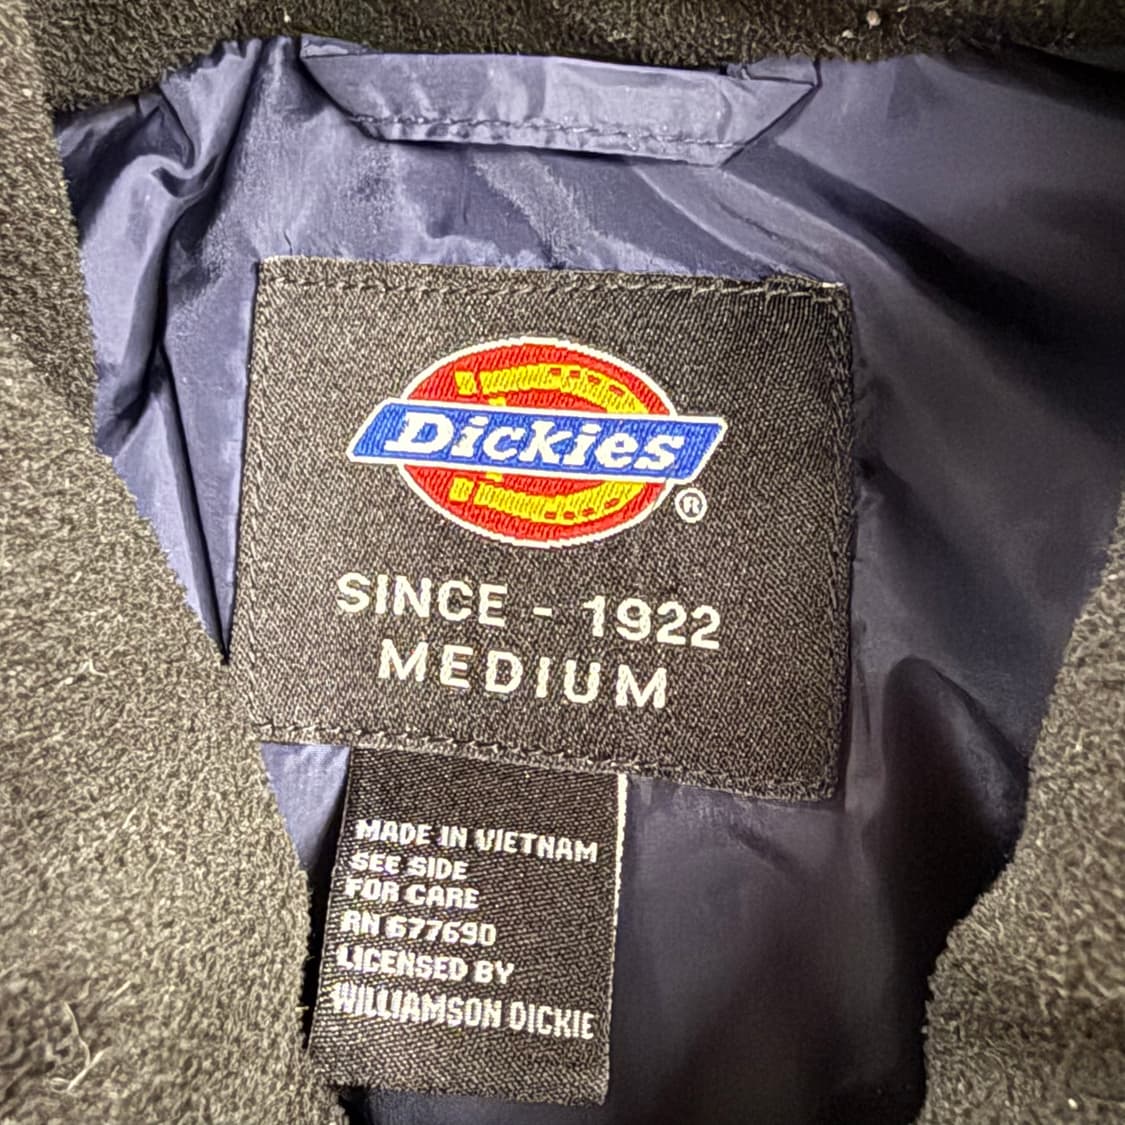 Dickies
®
SINCE - 1922
MEDIUM
MADE IN VIETNAM
SEE SIDE
FOR CARE
RN 677690
LICENSED BY
WILLIAMSON DICKIE